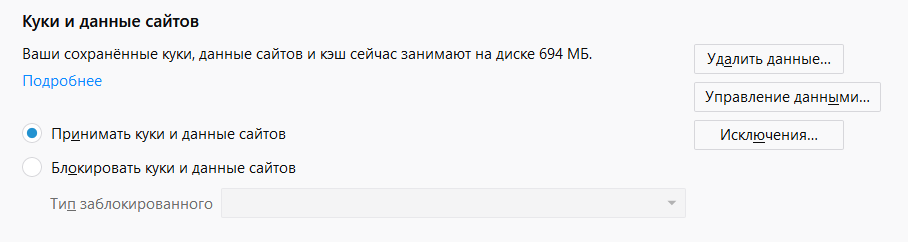 Куки и данные сайтов
Ваши сохранённые куки, данные сайтов и кэш сейчас занимают на диске 694 МБ.
Подробнее
Удалить данные...
Управление данными...
Исключения...
Принимать куки и данные сайтов
Блокировать куки и данные сайтов
Тип заблокированного